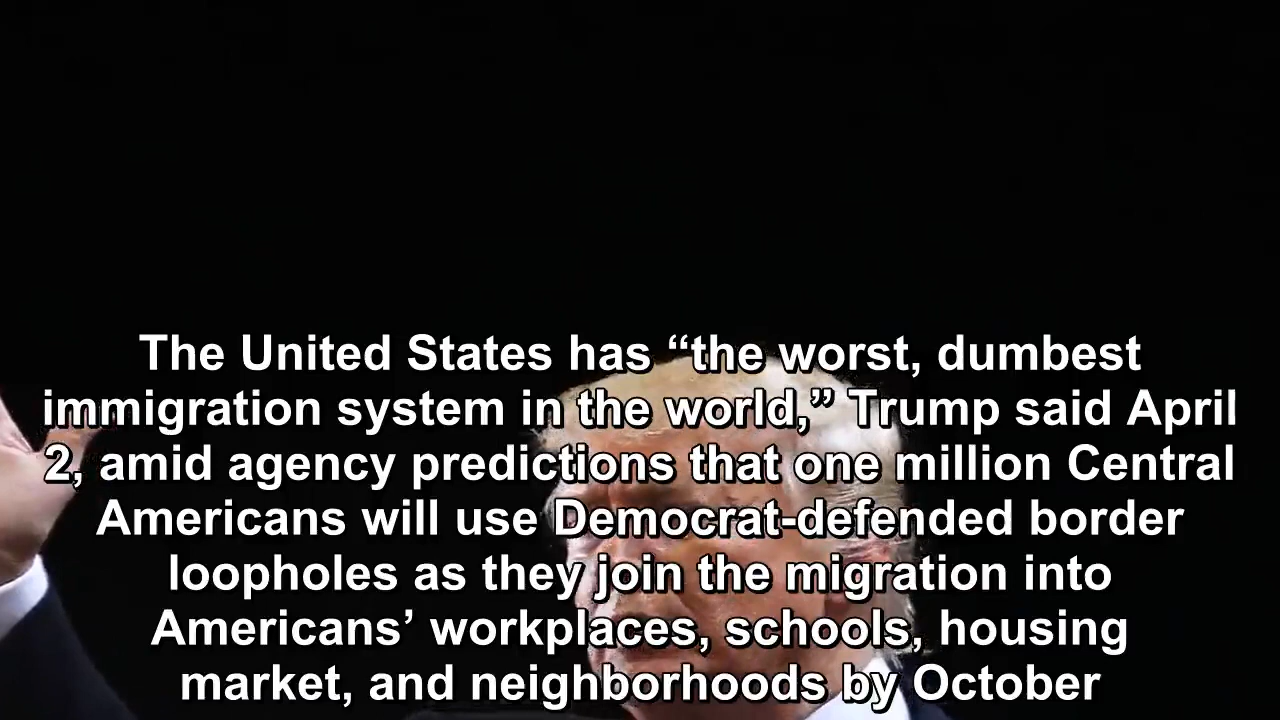 The United States has “the worst, dumbest
immigration system in the world,” Trump said April
2, amid agency predictions that one million Central
Americans will use Democrat-defended border
loopholes as they join the migration into
Americans’ workplaces, schools, housing
market, and neighborhoods by October